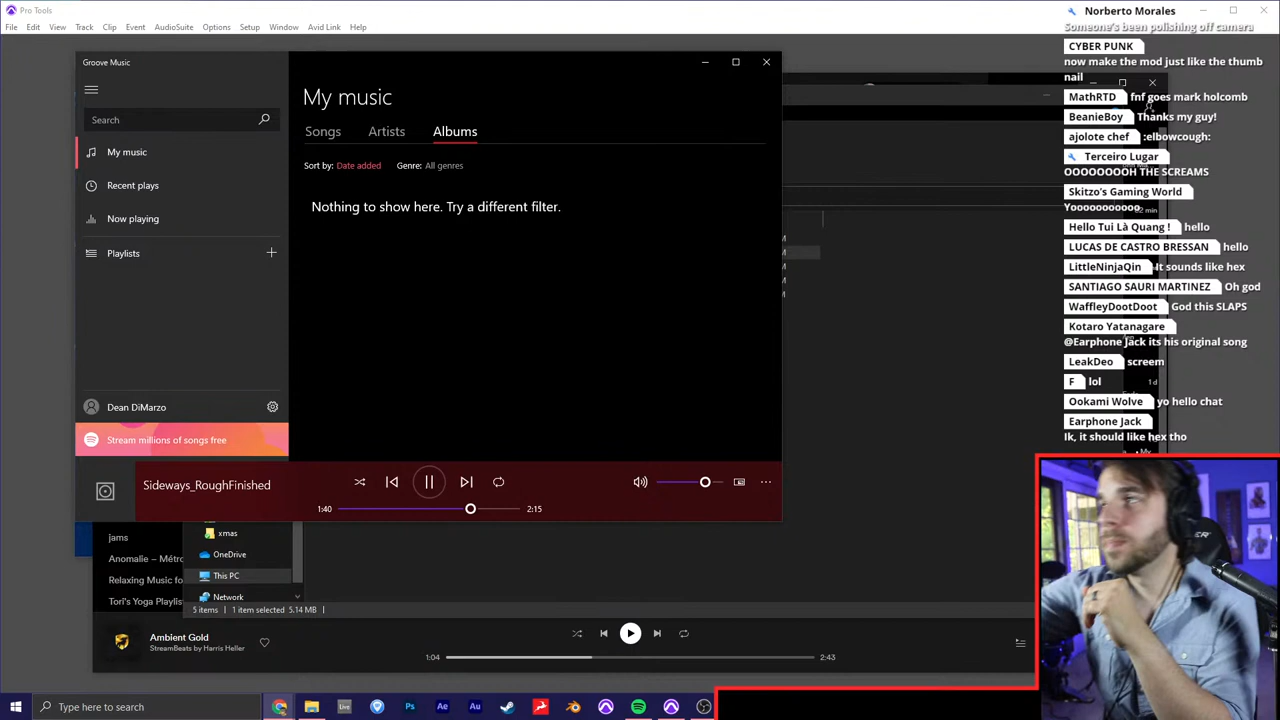 Pro Tools
File Edit View Track Clip Event AudioSuite Options Setup Window Avid Link Help
Groove Music
My music
Search
Songs Artists Albums
Sort by: Date added Genre: All genres
Nothing to show here. Try a different filter.
My music
Recent plays
Now playing
Playlists
Dean DiMarzo
Stream millions of songs free
Sideways_RoughFinished
1:40
2:15
jams
Anomalie – Métro
Relaxing Music fo
Tori's Yoga Playlis
xmas
OneDrive
This PC
Network
5 items 1 item selected 5.14 MB
Ambient Gold
StreamBeats by Harris Heller
1:04
2:43
Type here to search
Live
Ps
Ae
Au
Norberto Morales
Someone's been polishing off camera
CYBER PUNK
now make the mod just like the thumb
nail
MathRTD fnf goes mark holcomb
BeanieBoy Thanks my guy!
ajolote chef :elbowcough:
Terceiro Lugar
OOOOOOOH THE SCREAMS
Skitzo's Gaming World
Yooooooooooo
2 min
Hello Tui Là Quang ! hello
LUCAS DE CASTRO BRESSAN hello
LittleNinjaQin It sounds like hex
SANTIAGO SAURI MARTINEZ Oh god
WaffleyDootDoot God this SLAPS
Kotaro Yatanagare
@Earphone Jack its his original song
LeakDeo screem
F lol
1 d
Ookami Wolve yo hello chat
Earphone Jack
Ik, it should like hex tho